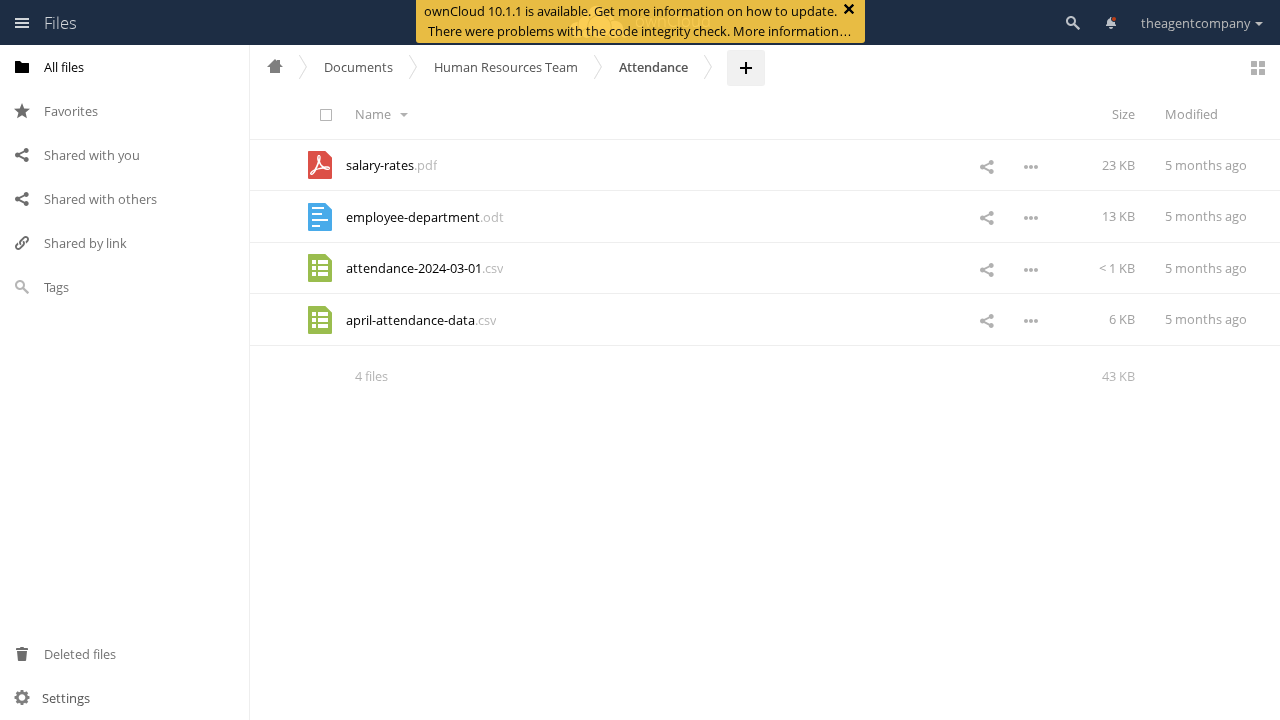 Files
ownCloud 10.1.1 is available. Get more information on how to update.
There were problems with the code integrity check. More information…
theagentcompany
All files
Favorites
Shared with you
Shared with others
Shared by link
Tags
Deleted files
Settings
Documents
Human Resources Team
Attendance
Name
Size
Modified
salary-rates.pdf
23 KB
5 months ago
employee-department.odt
13 KB
5 months ago
attendance-2024-03-01.csv
< 1 KB
5 months ago
april-attendance-data.csv
6 KB
5 months ago
4 files
43 KB